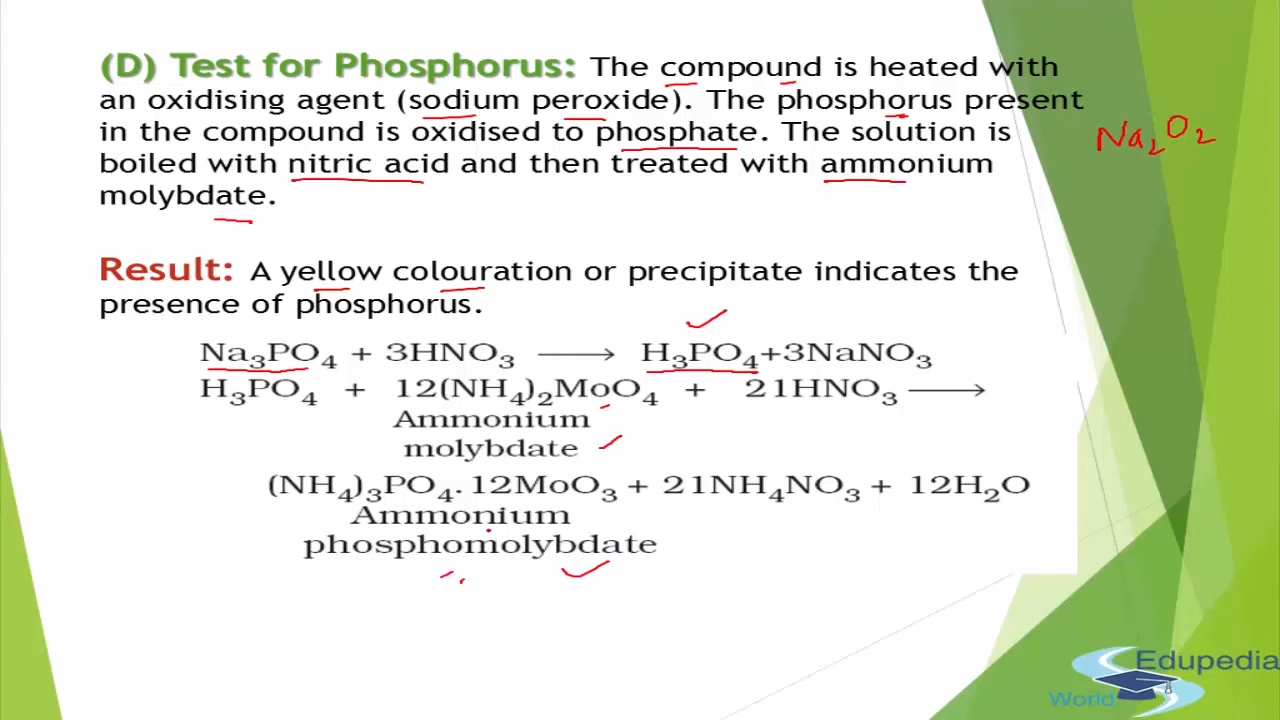 (D) Test for Phosphorus: The compound is heated with
an oxidising agent (sodium peroxide). The phosphorus present
in the compound is oxidised to phosphate. The solution is
boiled with nitric acid and then treated with ammonium
molybdate.
Na₂O₂
Result: A yellow colouration or precipitate indicates the
presence of phosphorus.
Na₃PO₄ + 3HNO₃ ⟶ H₃PO₄+3NaNO₃
H₃PO₄ + 12(NH₄)₂MoO₄ + 21HNO₃ ⟶
Ammonium
molybdate
(NH₄)₃PO₄.12MoO₃ + 21NH₄NO₃ + 12H₂O
Ammonium
phosphomolybdate
Edupedia
World
8